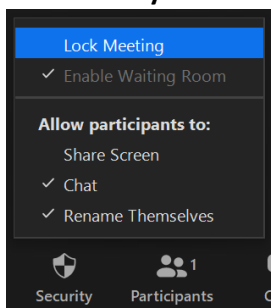 Lock Meeting
✓ Enable Waiting Room
Allow participants to:
Share Screen
✓ Chat
✓ Rename Themselves
1
Security Participants